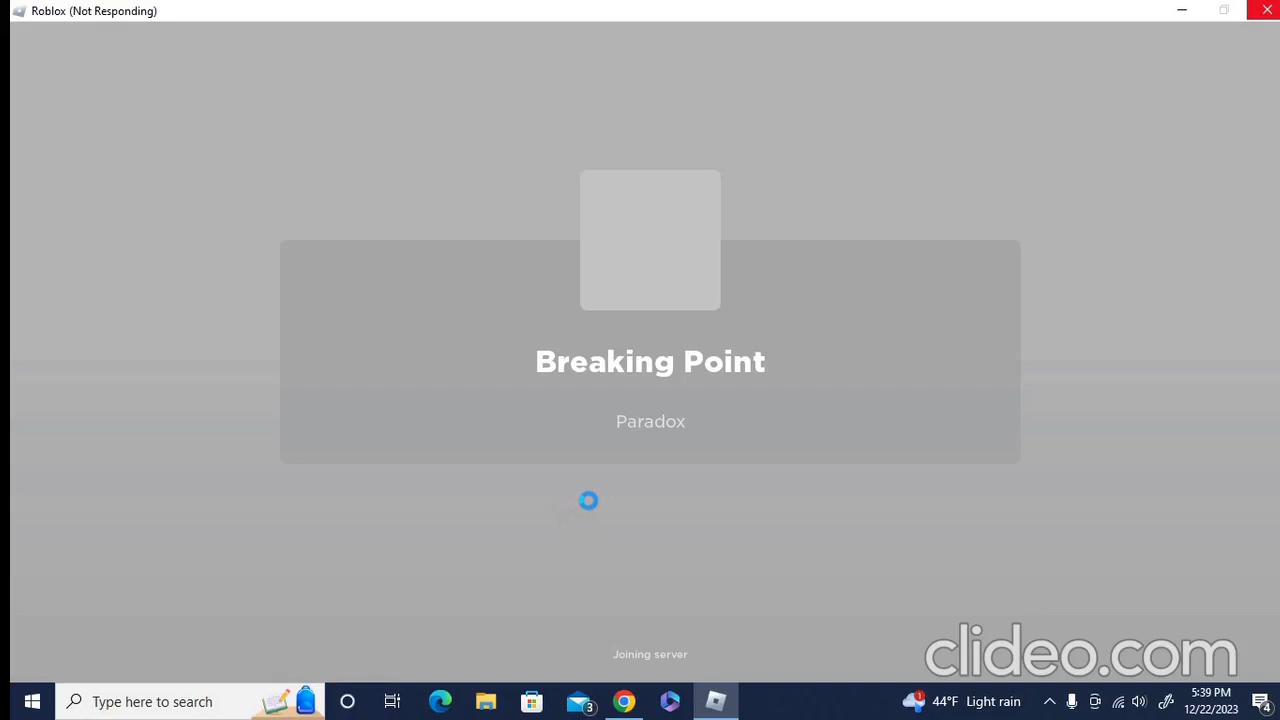 Roblox (Not Responding)
Breaking Point
Paradox
Joining server
clideo.com
Type here to search
3
1
44°F Light rain
5:39 PM
12/22/2023
4